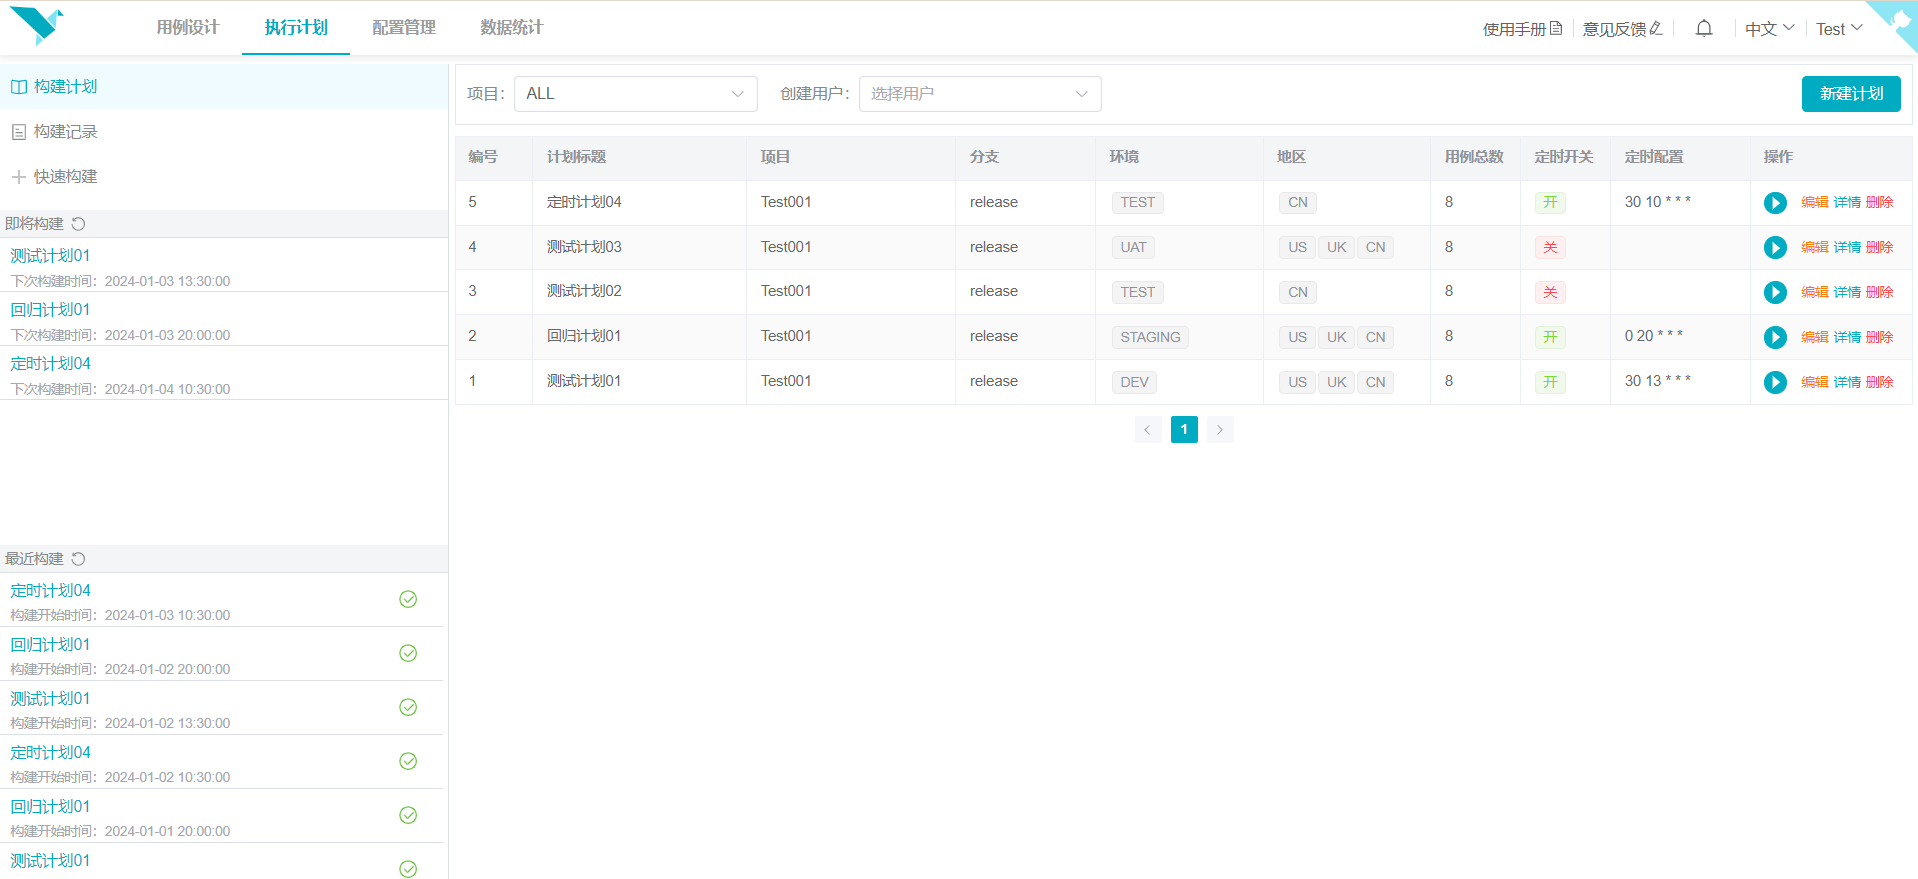 用例设计 执行计划 配置管理 数据统计 使用手册 意见反馈 中文 Test
构建计划
构建记录
快速构建
即将构建
测试计划01
下次构建时间：2024-01-03 13:30:00
回归计划01
下次构建时间：2024-01-03 20:00:00
定时计划04
下次构建时间：2024-01-04 10:30:00
最近构建
定时计划04
构建开始时间：2024-01-03 10:30:00
回归计划01
构建开始时间：2024-01-02 20:00:00
测试计划01
构建开始时间：2024-01-02 13:30:00
定时计划04
构建开始时间：2024-01-02 10:30:00
回归计划01
构建开始时间：2024-01-01 20:00:00
测试计划01
项目： ALL 创建用户： 选择用户 新建计划
编号 计划标题 项目 分支 环境 地区 用例总数 定时开关 定时配置 操作
5 定时计划04 Test001 release TEST CN 8 开 30 10 * * * 编辑 详情 删除
4 测试计划03 Test001 release UAT US UK CN 8 关 编辑 详情 删除
3 测试计划02 Test001 release TEST CN 8 关 编辑 详情 删除
2 回归计划01 Test001 release STAGING US UK CN 8 开 0 20 * * * 编辑 详情 删除
1 测试计划01 Test001 release DEV US UK CN 8 开 30 13 * * * 编辑 详情 删除
1